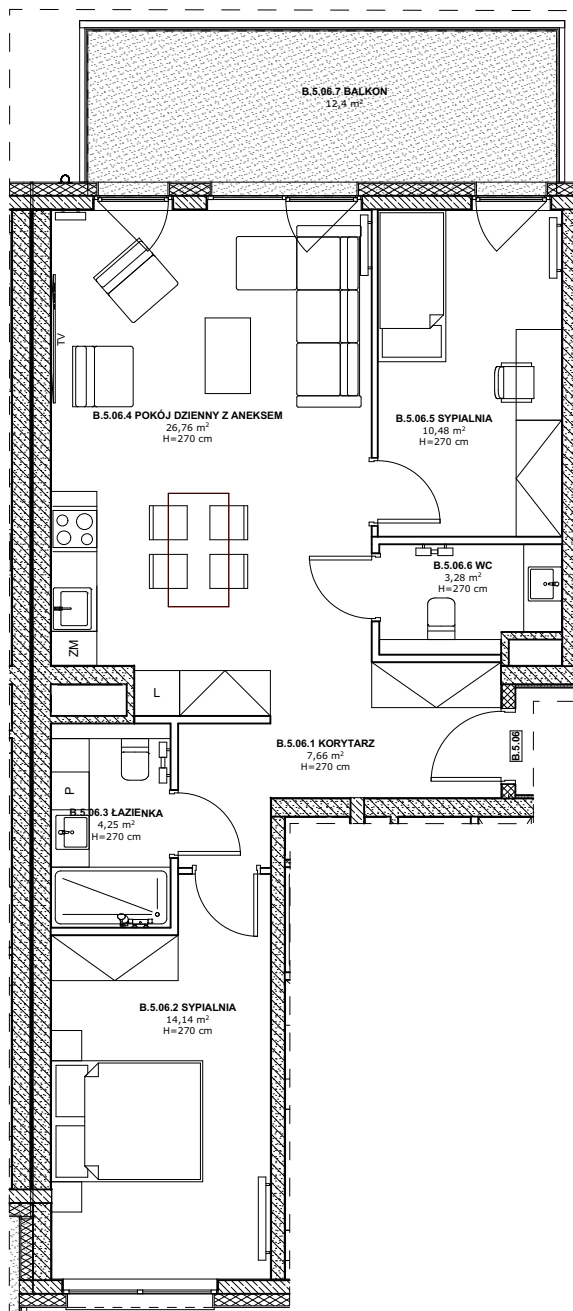 B.5.06.7 BALKON
12,4 m²
TV
B.5.06.4 POKÓJ DZIENNY Z ANEKSEM
26,76 m²
H=270 cm
B.5.06.5 SYPIALNIA
10,48 m²
H=270 cm
B.5.06.6 WC
3,28 m²
H=270 cm
ZM
L
B.5.06.1 KORYTARZ
7,66 m²
H=270 cm
B.5.06
P
B.5.06.3 ŁAZIENKA
4,25 m²
H=270 cm
B.5.06.2 SYPIALNIA
14,14 m²
H=270 cm